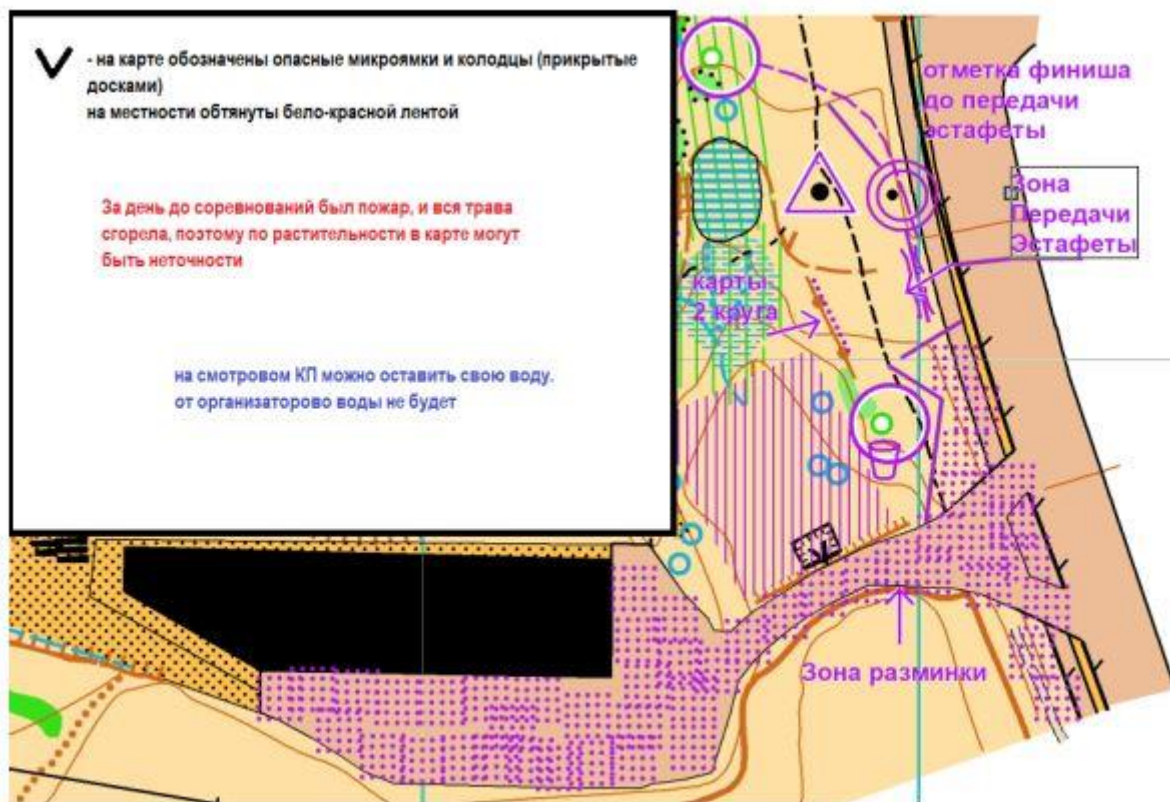 V - на карте обозначены опасные микроямки и колодцы (прикрытые
досками)
на местности обтянуты бело-красной лентой
За день до соревнований был пожар, и вся трава
сгорела, поэтому по растительности в карте могут
быть неточности
на смотровом КП можно оставить свою воду.
от организаторово воды не будет
отметка финиша
до передачи
эстафеты
Зона
Передачи
Эстафеты
карты
2 круга
Зона разминки